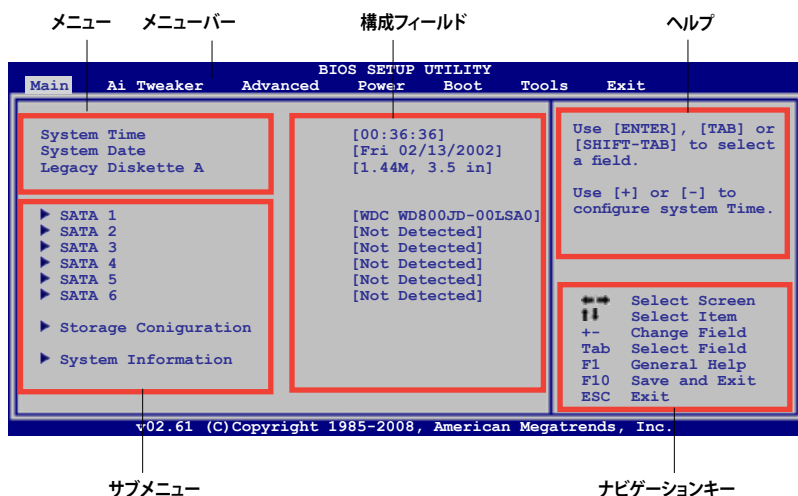 メニュー メニューバー 構成フィールド ヘルプ
BIOS SETUP UTILITY
Main Ai Tweaker Advanced Power Boot Tools Exit
System Time [00:36:36]
System Date [Fri 02/13/2002]
Legacy Diskette A [1.44M, 3.5 in]
SATA 1 [WDC WD800JD-00LSA0]
SATA 2 [Not Detected]
SATA 3 [Not Detected]
SATA 4 [Not Detected]
SATA 5 [Not Detected]
SATA 6 [Not Detected]
Storage Coniguration
System Information
Use [ENTER], [TAB] or
[SHIFT-TAB] to select
a field.
Use [+] or [-] to
configure system Time.
←→ Select Screen
↑↓ Select Item
+- Change Field
Tab Select Field
F1 General Help
F10 Save and Exit
ESC Exit
v02.61 (C)Copyright 1985-2008, American Megatrends, Inc.
サブメニュー ナビゲーションキー